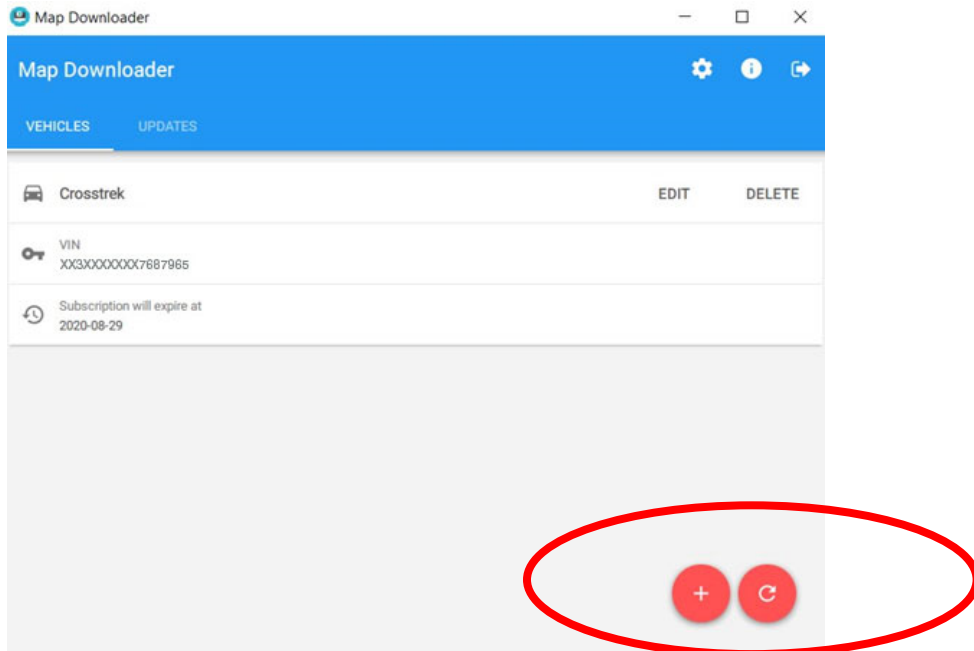 Map Downloader
Map Downloader
VEHICLES UPDATES
Crosstrek EDIT DELETE
VIN
XX3XXXXXXX7687965
Subscription will expire at
2020-08-29